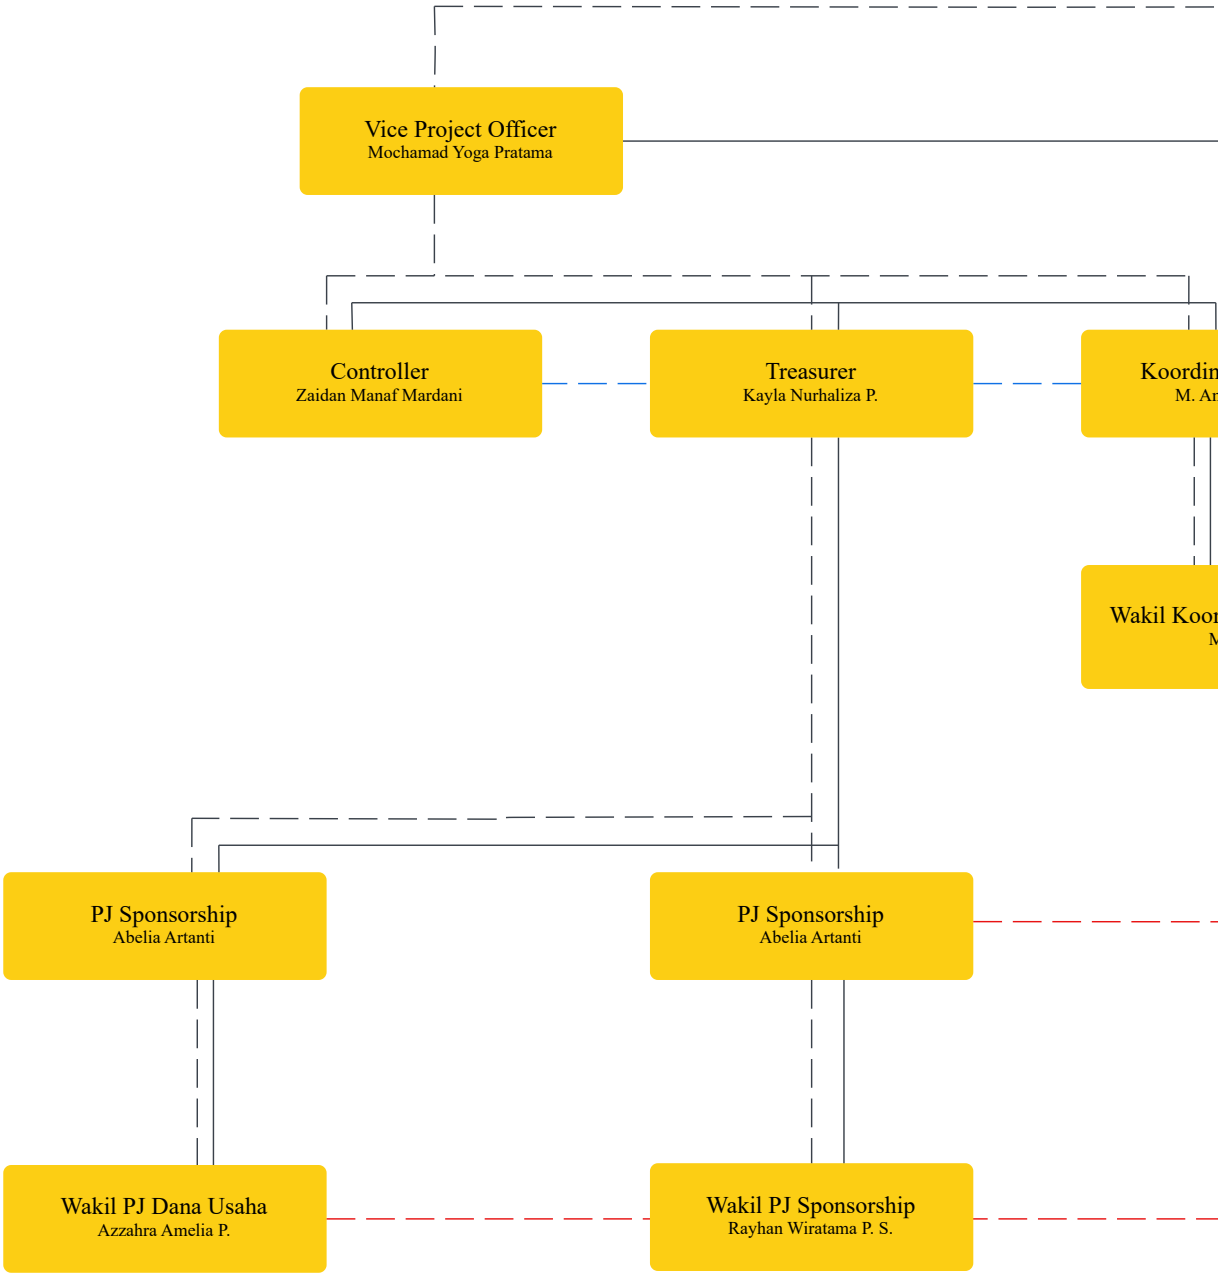 Vice Project Officer
Mochamad Yoga Pratama
Controller
Zaidan Manaf Mardani
Treasurer
Kayla Nurhaliza P.
M.
Wakil
PJ Sponsorship
Abelia Artanti
PJ Sponsorship
Abelia Artanti
Wakil PJ Dana Usaha
Azzahra Amelia P.
Wakil PJ Sponsorship
Rayhan Wiratama P. S.